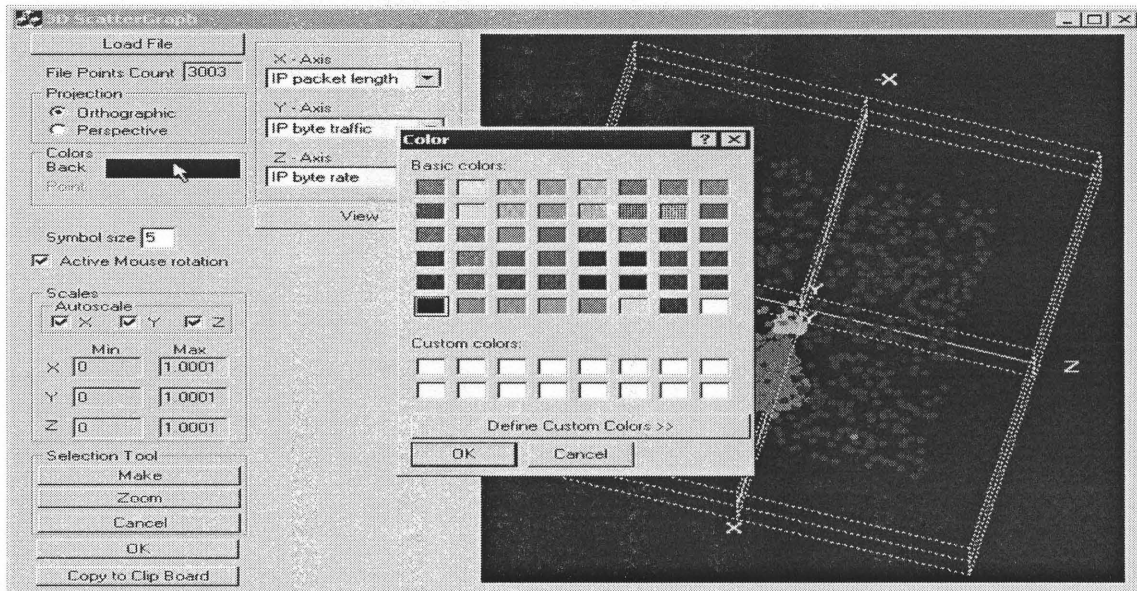 3D ScatterGraph
Load File
File Points Count 3003
Projection
Orthographic
Perspective
Colors
Back
Point
Symbol size 5
Active Mouse rotation
Scales
Autoscale
X Y Z
Min Max
X 0 1.0001
Y 0 1.0001
Z 0 1.0001
Selection Tool
Make
Zoom
Cancel
OK
Copy to Clip Board
X - Axis
IP packet length
Y - Axis
IP byte traffic
Z - Axis
IP byte rate
View
Color
Basic colors:
Custom colors:
Define Custom Colors >>
OK Cancel
-X
Y
Y
Z
X